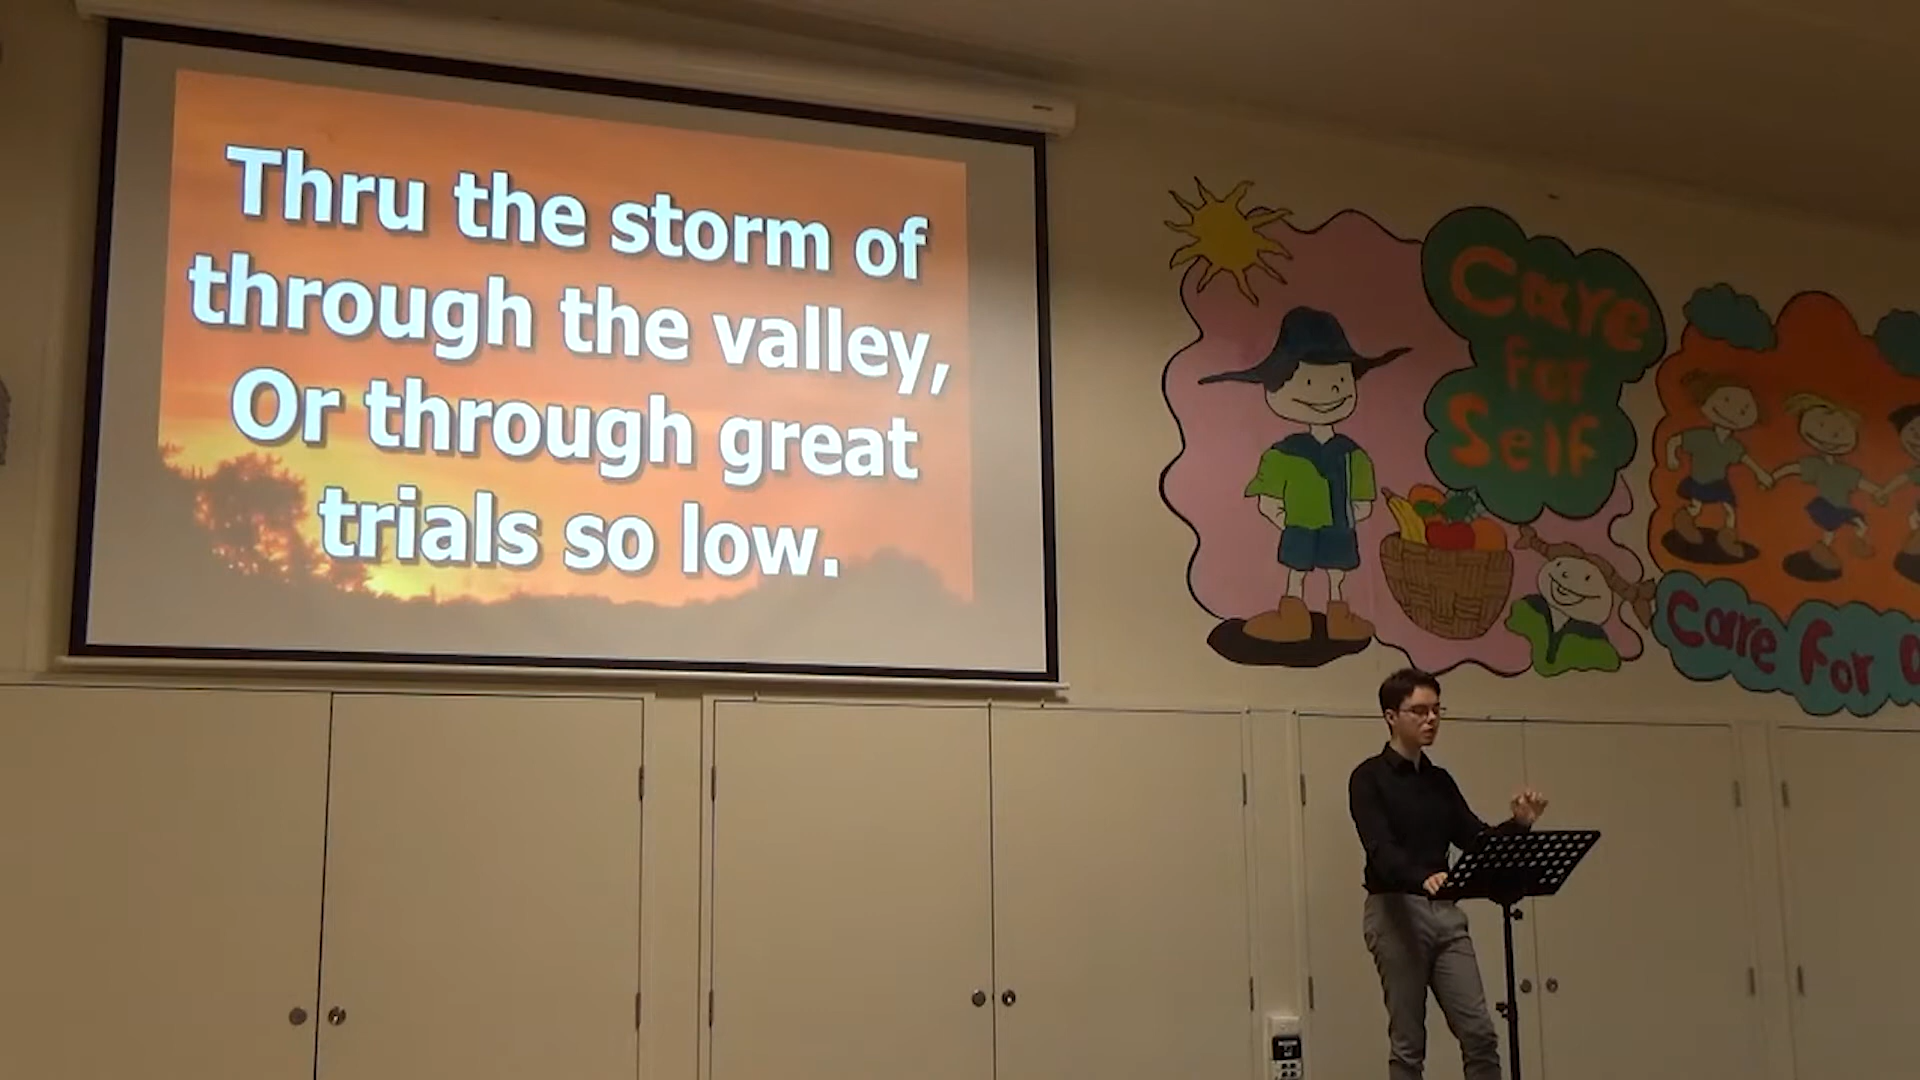 Thru the storm of
through the valley,
Or through great
trials so low.
Care
for
Self
Care for